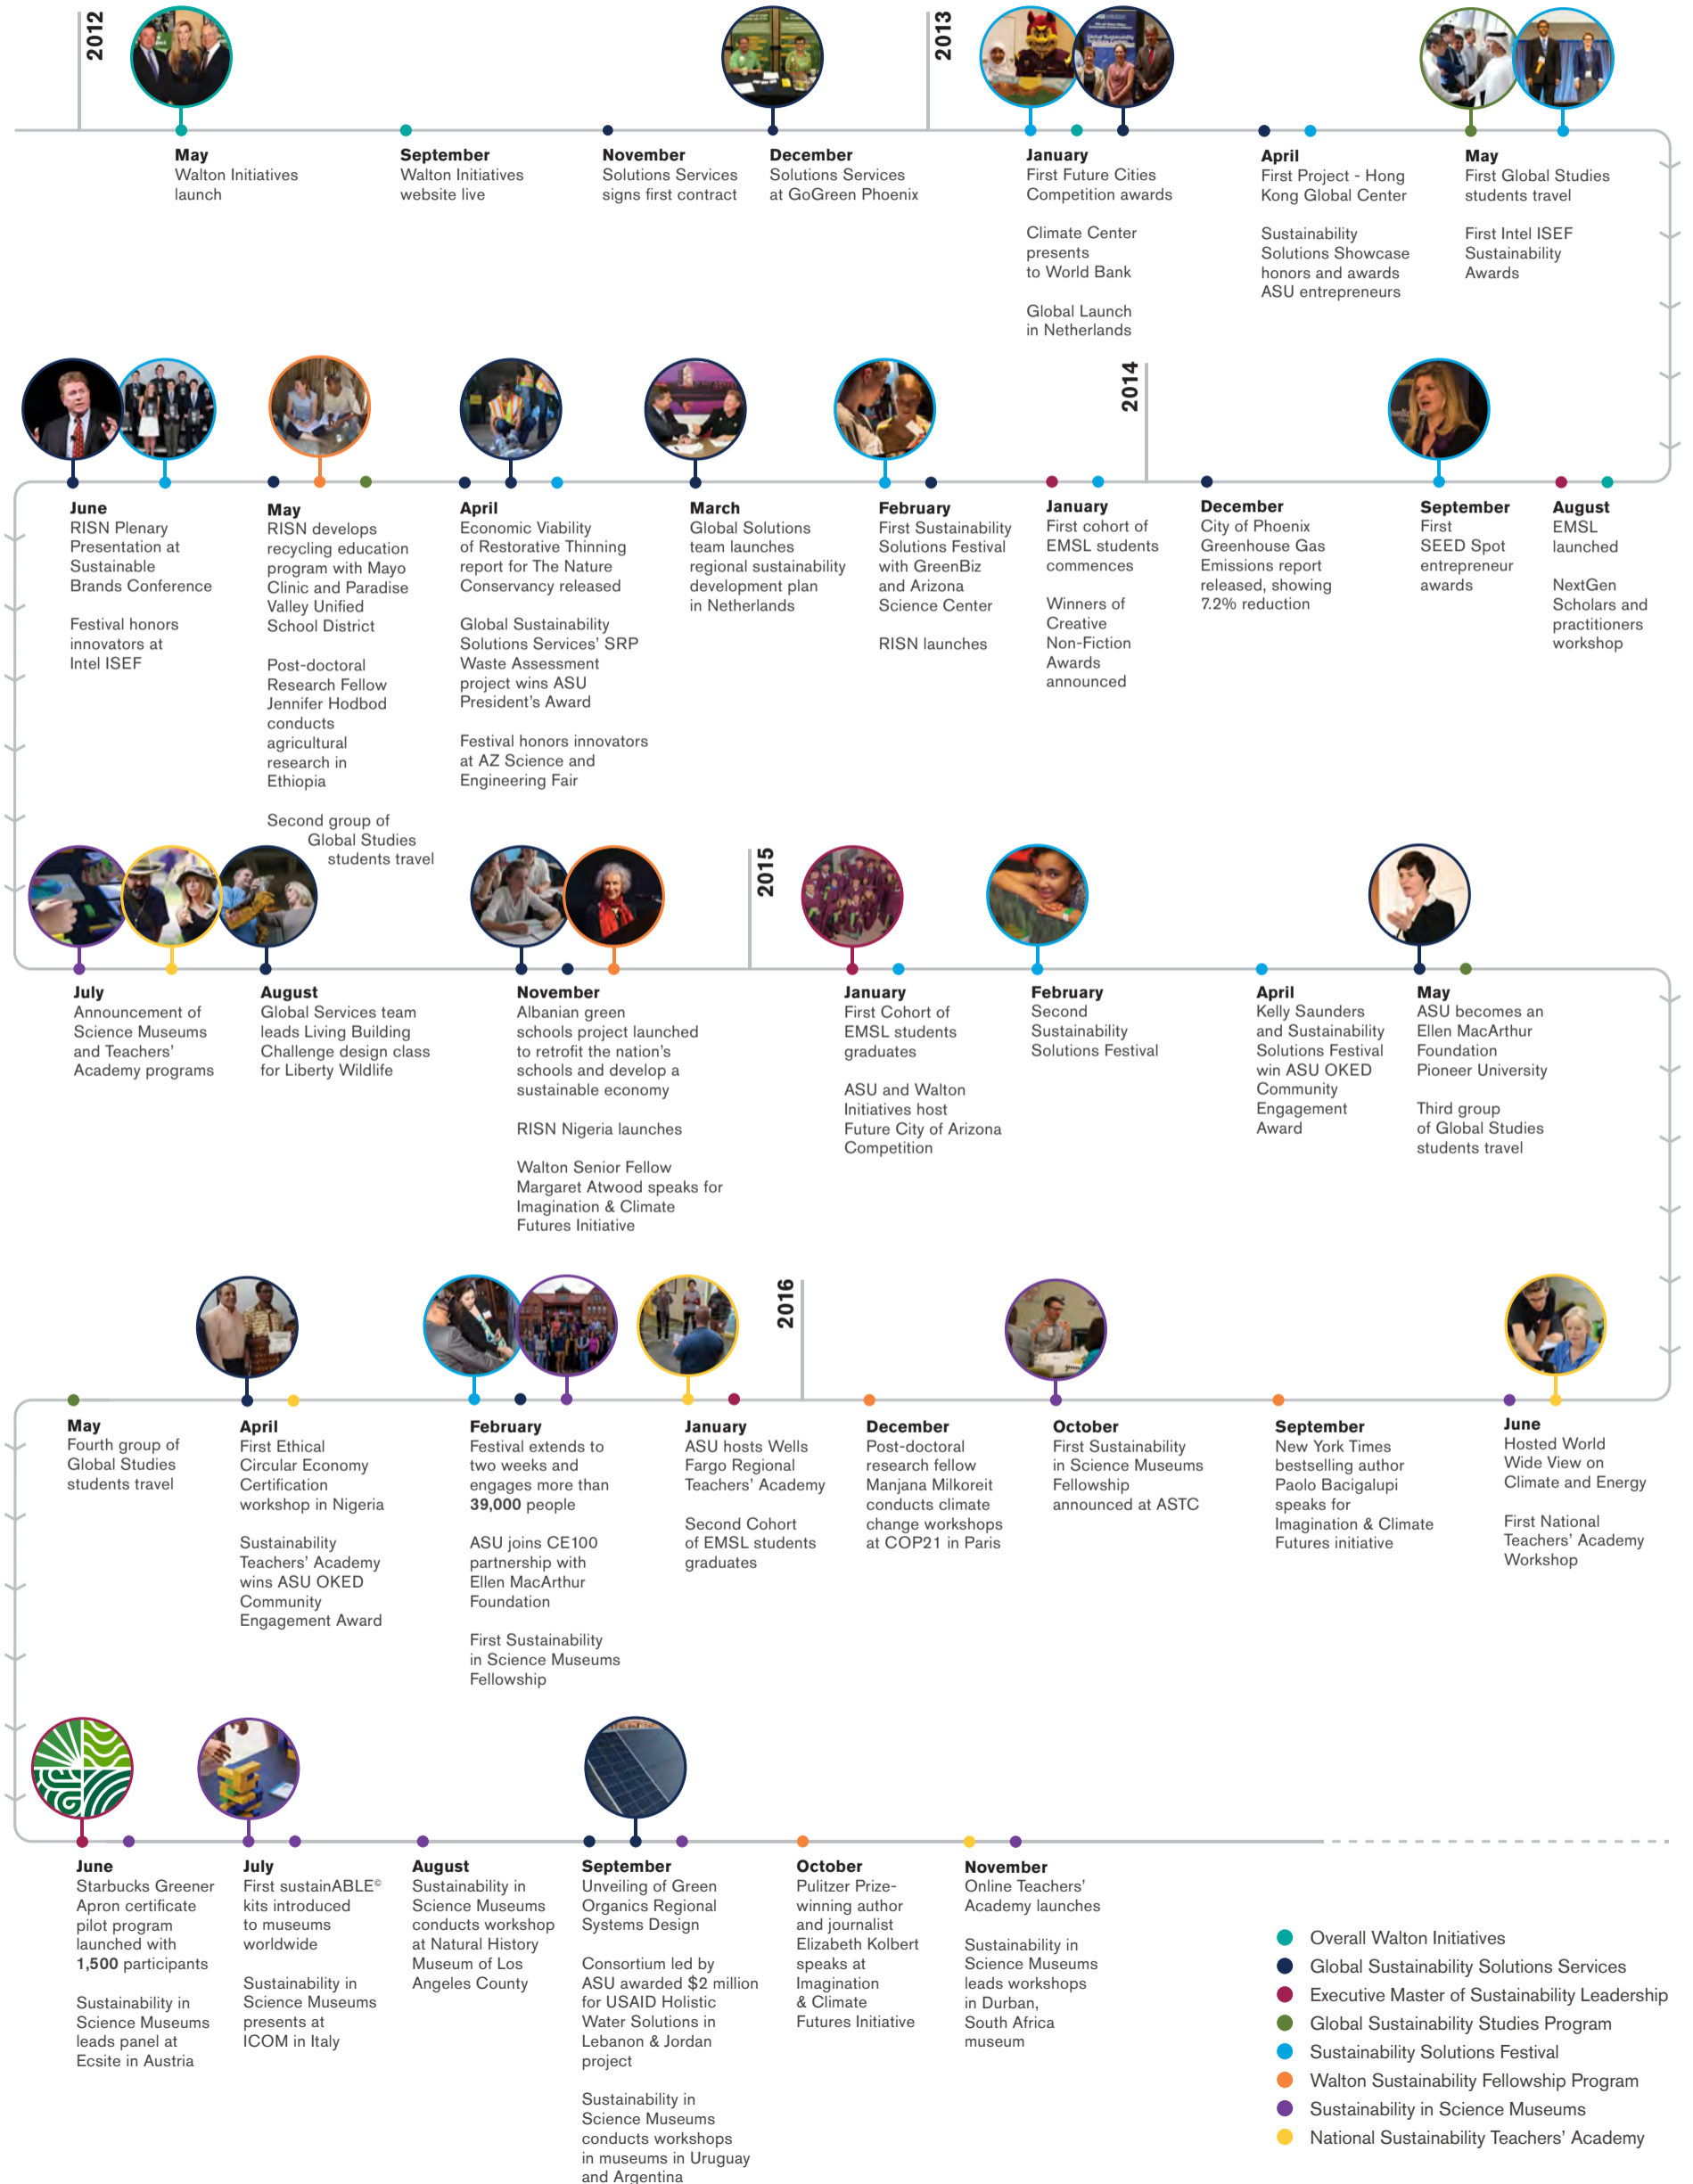 2012
May
Walton Initiatives
launch
September
Walton Initiatives
website live
November
Solutions Services
signs first contract
December
Solutions Services
at GoGreen Phoenix
2013
January
First Future Cities
Competition awards
Climate Center
presents
to World Bank
Global Launch
in Netherlands
April
First Project - Hong
Kong Global Center
Sustainability
Solutions Showcase
honors and awards
ASU entrepreneurs
May
First Global Studies
students travel
First Intel ISEF
Sustainability
Awards
June
RISN Plenary
Presentation at
Sustainable
Brands Conference
Festival honors
innovators at
Intel ISEF
May
RISN develops
recycling education
program with Mayo
Clinic and Paradise
Valley Unified
School District
Post-doctoral
Research Fellow
Jennifer Hodbod
conducts
agricultural
research in
Ethiopia
Second group of
Global Studies
students travel
April
Economic Viability
of Restorative Thinning
report for The Nature
Conservancy released
Global Sustainability
Solutions Services' SRP
Waste Assessment
project wins ASU
President's Award
Festival honors innovators
at AZ Science and
Engineering Fair
March
Global Solutions
team launches
regional sustainability
development plan
in Netherlands
February
First Sustainability
Solutions Festival
with GreenBiz
and Arizona
Science Center
RISN launches
January
First cohort of
EMSL students
commences
Winners of
Creative
Non-Fiction
Awards
announced
2014
December
City of Phoenix
Greenhouse Gas
Emissions report
released, showing
7.2% reduction
September
First
SEED Spot
entrepreneur
awards
August
EMSL
launched
NextGen
Scholars and
practitioners
workshop
July
Announcement of
Science Museums
and Teachers'
Academy programs
August
Global Services team
leads Living Building
Challenge design class
for Liberty Wildlife
November
Albanian green
schools project launched
to retrofit the nation's
schools and develop a
sustainable economy
RISN Nigeria launches
Walton Senior Fellow
Margaret Atwood speaks for
Imagination & Climate
Futures Initiative
2015
January
First Cohort of
EMSL students
graduates
ASU and Walton
Initiatives host
Future City of Arizona
Competition
February
Second
Sustainability
Solutions Festival
April
Kelly Saunders
and Sustainability
Solutions Festival
win ASU OKED
Community
Engagement
Award
May
ASU becomes an
Ellen MacArthur
Foundation
Pioneer University
Third group
of Global Studies
students travel
May
Fourth group of
Global Studies
students travel
April
First Ethical
Circular Economy
Certification
workshop in Nigeria
Sustainability
Teachers' Academy
wins ASU OKED
Community
Engagement Award
February
Festival extends to
two weeks and
engages more than
39,000 people
ASU joins CE100
partnership with
Ellen MacArthur
Foundation
First Sustainability
in Science Museums
Fellowship
January
ASU hosts Wells
Fargo Regional
Teachers' Academy
Second Cohort
of EMSL students
graduates
2016
December
Post-doctoral
research fellow
Manjana Milkoreit
conducts climate
change workshops
at COP21 in Paris
October
First Sustainability
in Science Museums
Fellowship
announced at ASTC
September
New York Times
bestselling author
Paolo Bacigalupi
speaks for
Imagination & Climate
Futures initiative
June
Hosted World
Wide View on
Climate and Energy
First National
Teachers' Academy
Workshop
June
Starbucks Greener
Apron certificate
pilot program
launched with
1,500 participants
Sustainability in
Science Museums
leads panel at
Ecsite in Austria
July
First sustainABLE©
kits introduced
to museums
worldwide
Sustainability in
Science Museums
presents at
ICOM in Italy
August
Sustainability in
Science Museums
conducts workshop
at Natural History
Museum of Los
Angeles County
September
Unveiling of Green
Organics Regional
Systems Design
Consortium led by
ASU awarded $2 million
for USAID Holistic
Water Solutions in
Lebanon & Jordan
project
Sustainability in
Science Museums
conducts workshops
in museums in Uruguay
and Argentina
October
Pulitzer Prize-
winning author
and journalist
Elizabeth Kolbert
speaks at
Imagination
& Climate
Futures Initiative
November
Online Teachers'
Academy launches
Sustainability in
Science Museums
leads workshops
in Durban,
South Africa
museum
Overall Walton Initiatives
Global Sustainability Solutions Services
Executive Master of Sustainability Leadership
Global Sustainability Studies Program
Sustainability Solutions Festival
Walton Sustainability Fellowship Program
Sustainability in Science Museums
National Sustainability Teachers' Academy